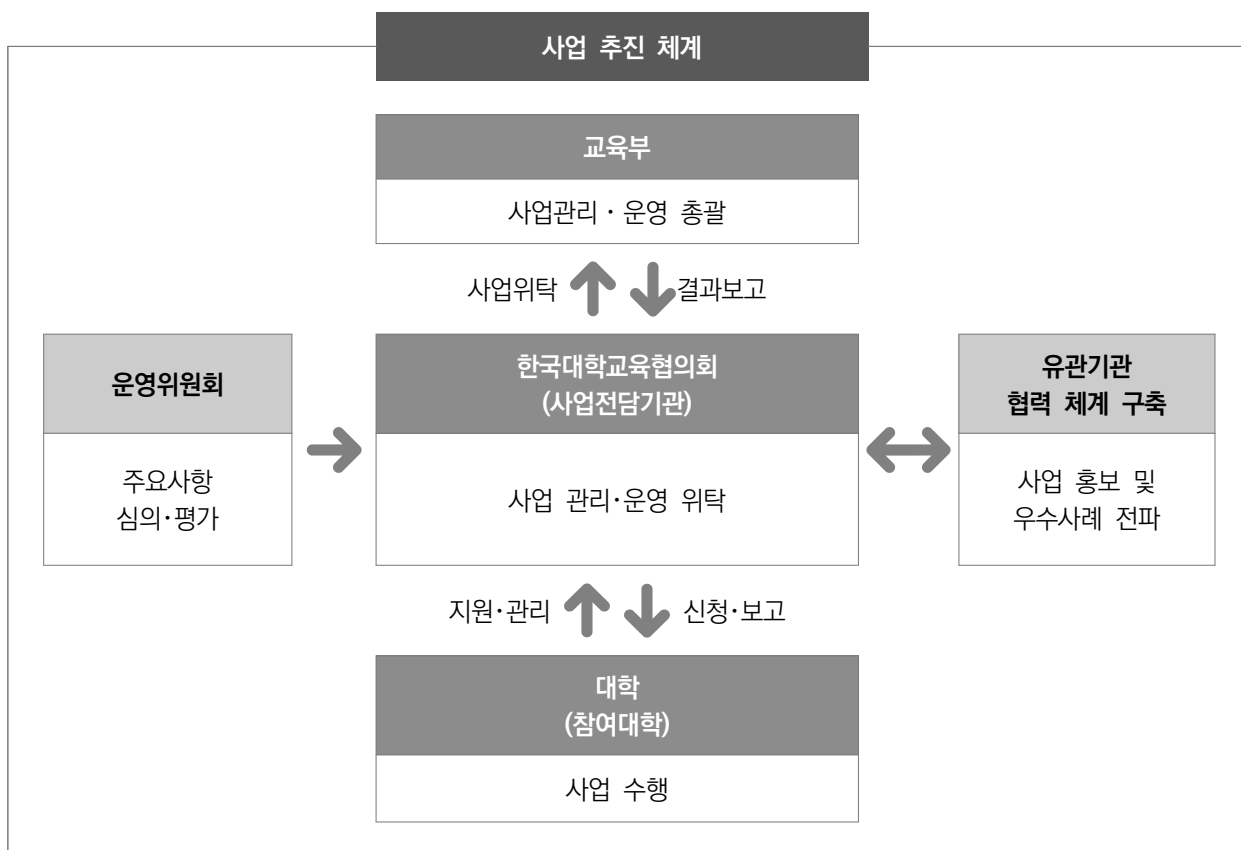 사업 추진 체계
교육부
사업관리 · 운영 총괄
사업위탁 결과보고
운영위원회
주요사항
심의·평가
한국대학교육협의회
(사업전담기관)
사업 관리·운영 위탁
유관기관
협력 체계 구축
사업 홍보 및
우수사례 전파
지원·관리 신청·보고
대학
(참여대학)
사업 수행